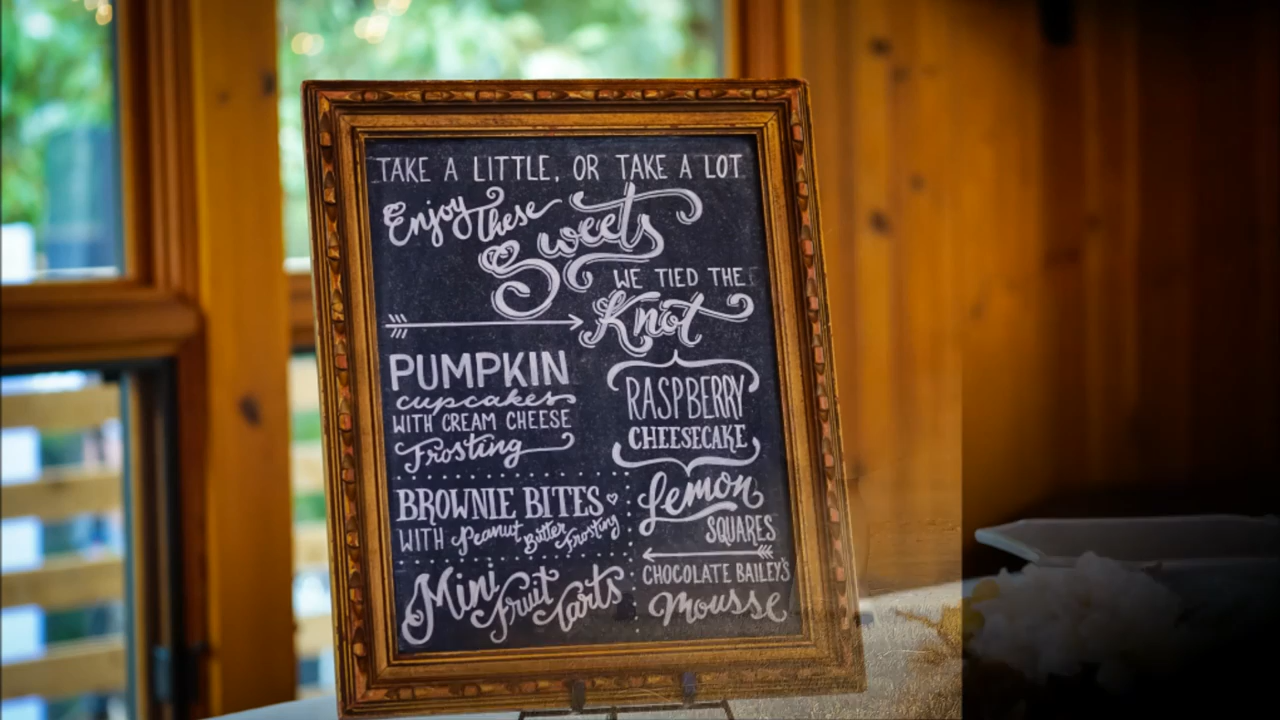 TAKE A LITTLE, OR TAKE A LOT
Enjoy these Sweets
WE TIED THE
Knot
PUMPKIN
cupcakes
WITH CREAM CHEESE
Frosting
BROWNIE BITES
WITH Peanut Butter Frosting
Mini Fruit Tarts
RASPBERRY
CHEESECAKE
Lemon
SQUARES
CHOCOLATE BAILEY'S
Mousse